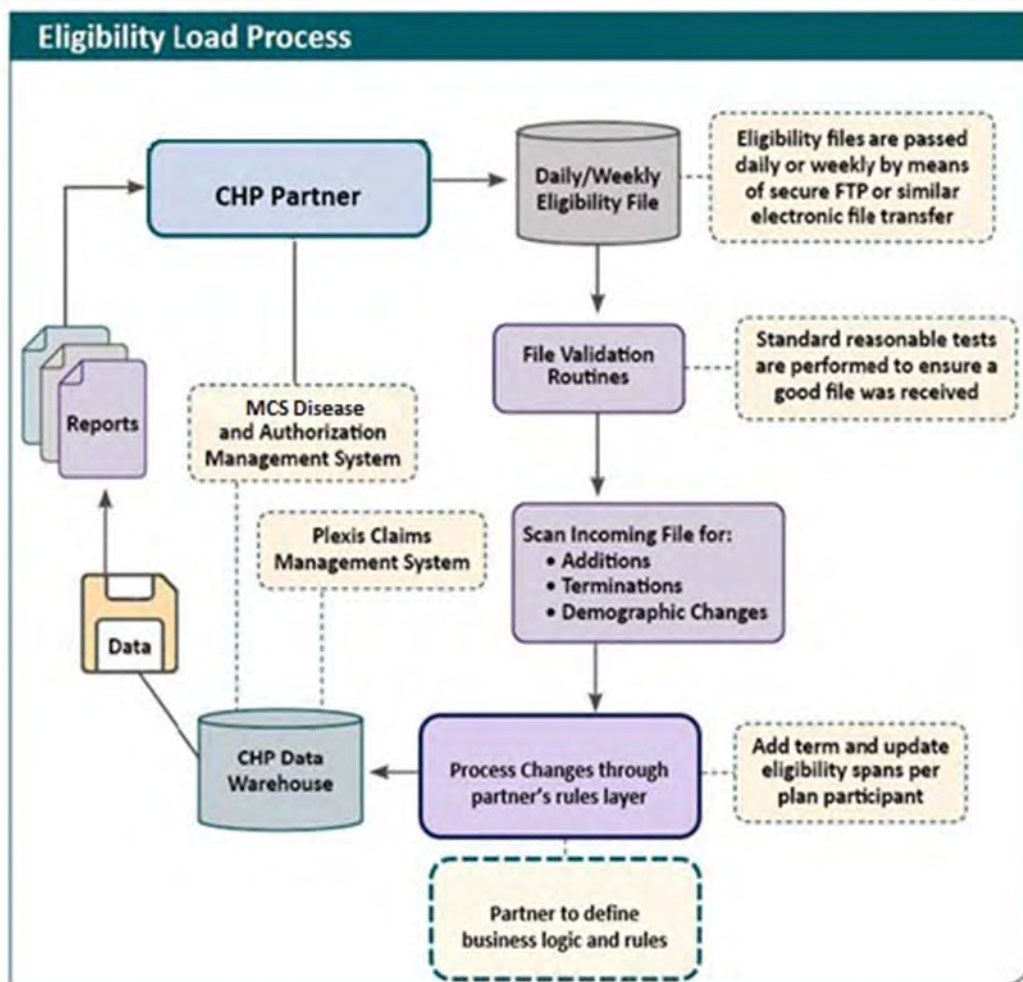 Eligibility Load Process
CHP Partner
Daily/Weekly
Eligibility File
Eligibility files are passed
daily or weekly by means
of secure FTP or similar
electronic file transfer
File Validation
Routines
Standard reasonable tests
are performed to ensure a
good file was received
Reports
MCS Disease
and Authorization
Management System
Plexis Claims
Management System
Scan Incoming File for:
• Additions
• Terminations
• Demographic Changes
Data
CHP Data
Warehouse
Process Changes through
partner's rules layer
Add term and update
eligibility spans per
plan participant
Partner to define
business logic and rules